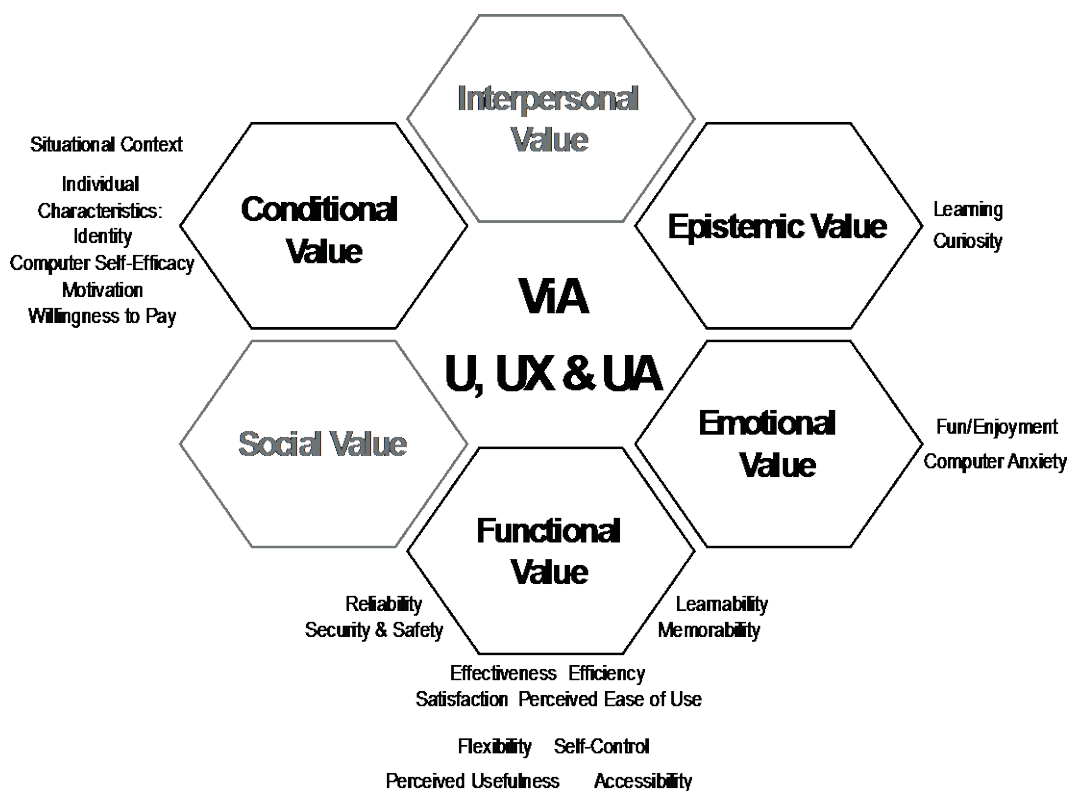 Interpersonal
Value
Situational Context
Individual
Characteristics:
Identity
Computer Self-Efficacy
Motivation
Willingness to Pay
Conditional
Value
Epistemic Value
Learning
Curiosity
ViA
U, UX & UA
Social Value
Emotional
Value
Fun/Enjoyment
Computer Anxiety
Functional
Value
Reliability
Security & Safety
Learnability
Memorability
Effectiveness Efficiency
Satisfaction Perceived Ease of Use
Flexibility Self-Control
Perceived Usefulness Accessibility